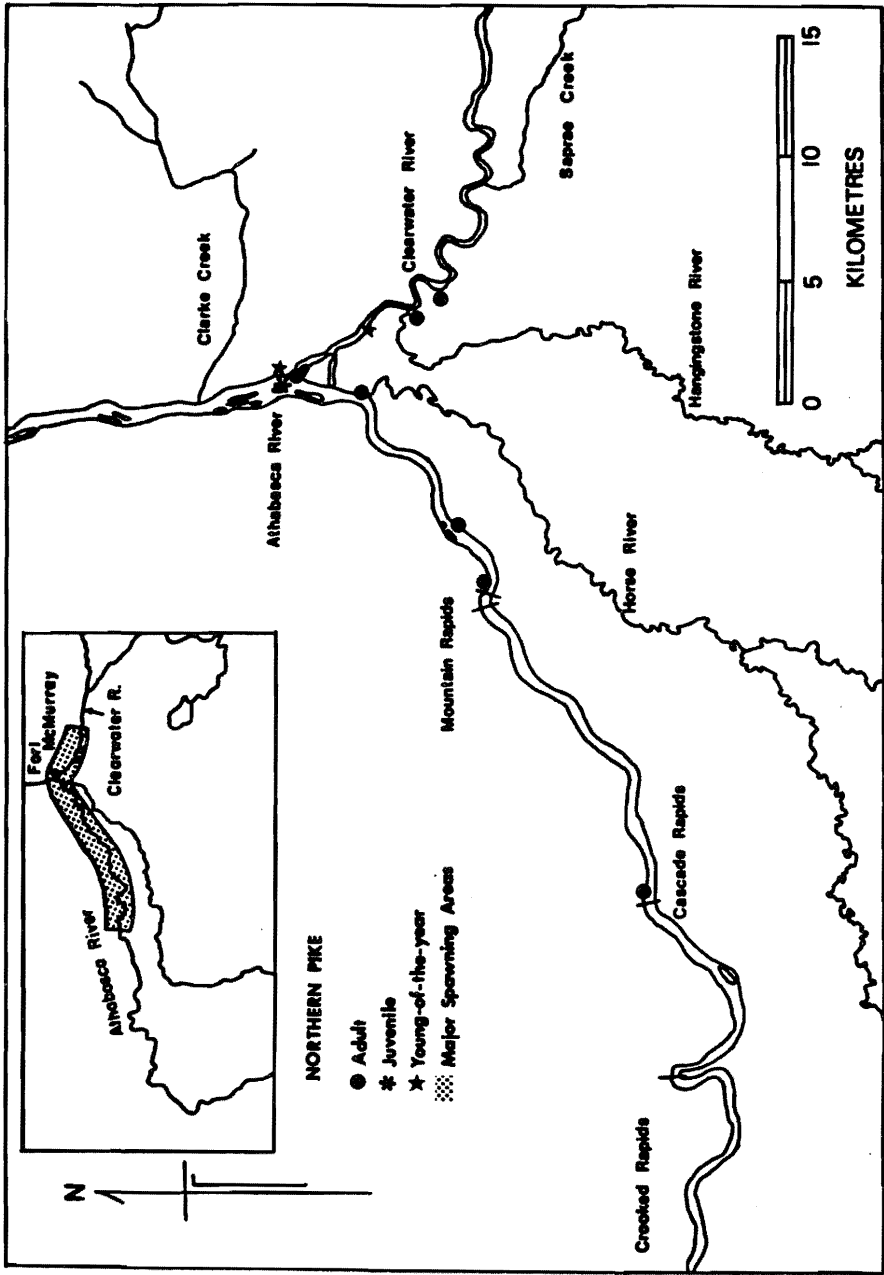 N
Athabasca River
Fort
McMurray
Clearwater R.
NORTHERN PIKE
Adult
Juvenile
Young-of-the-year
Major Spawning Areas
Clarke Creek
Athabasca River
Clearwater River
Saprae Creek
Mountain Rapids
Horse River
Hangingstone River
Cascade Rapids
Crooked Rapids
0 5 10 15
KILOMETRES